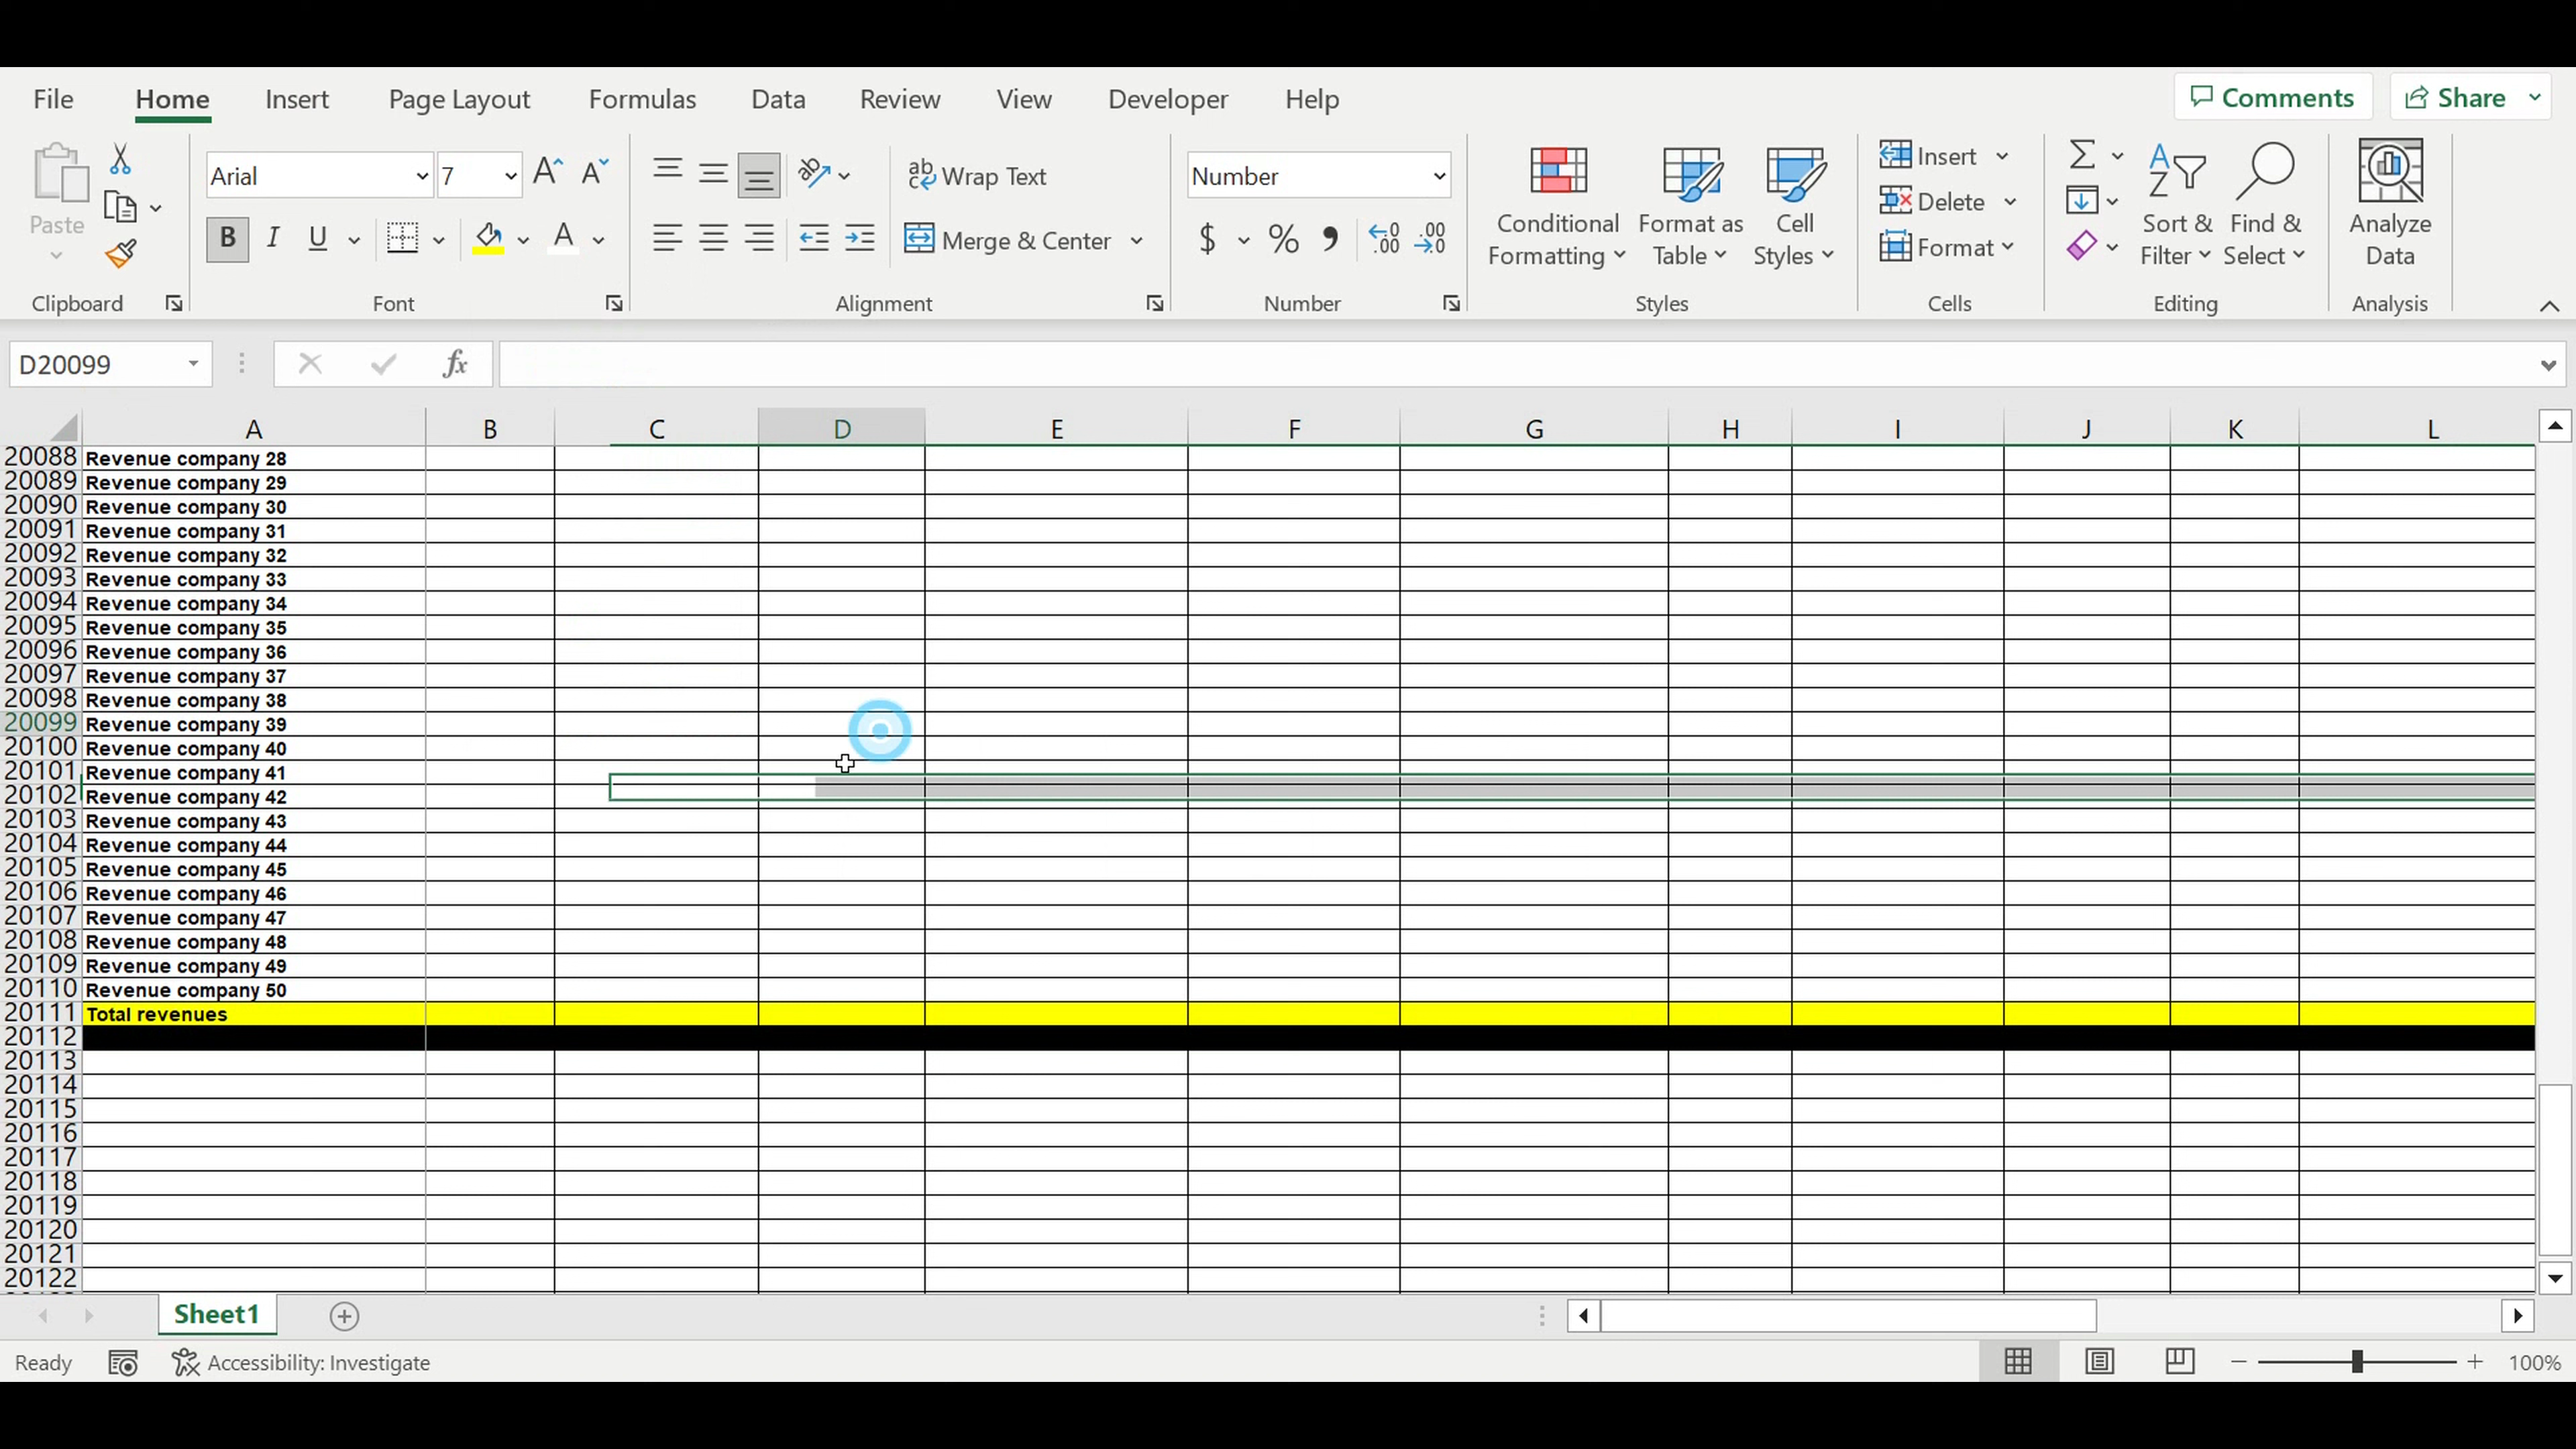 File Home Insert Page Layout Formulas Data Review View Developer Help Comments Share
Arial 7 ab c Wrap Text Number Insert
Paste Conditional Format as Cell Delete Sort & Find & Analyze
B I U A Merge & Center $ % Formatting Table Styles Format Filter Select Data
Clipboard Font Alignment Number Styles Cells Editing Analysis
D20099 fx
A B C D E F G H I J K L
20088 Revenue company 28
20089 Revenue company 29
20090 Revenue company 30
20091 Revenue company 31
20092 Revenue company 32
20093 Revenue company 33
20094 Revenue company 34
20095 Revenue company 35
20096 Revenue company 36
20097 Revenue company 37
20098 Revenue company 38
20099 Revenue company 39
20100 Revenue company 40
20101 Revenue company 41
20102 Revenue company 42
20103 Revenue company 43
20104 Revenue company 44
20105 Revenue company 45
20106 Revenue company 46
20107 Revenue company 47
20108 Revenue company 48
20109 Revenue company 49
20110 Revenue company 50
20111 Total revenues
20112
20113
20114
20115
20116
20117
20118
20119
20120
20121
20122
Sheet1
Ready Accessibility: Investigate 100%